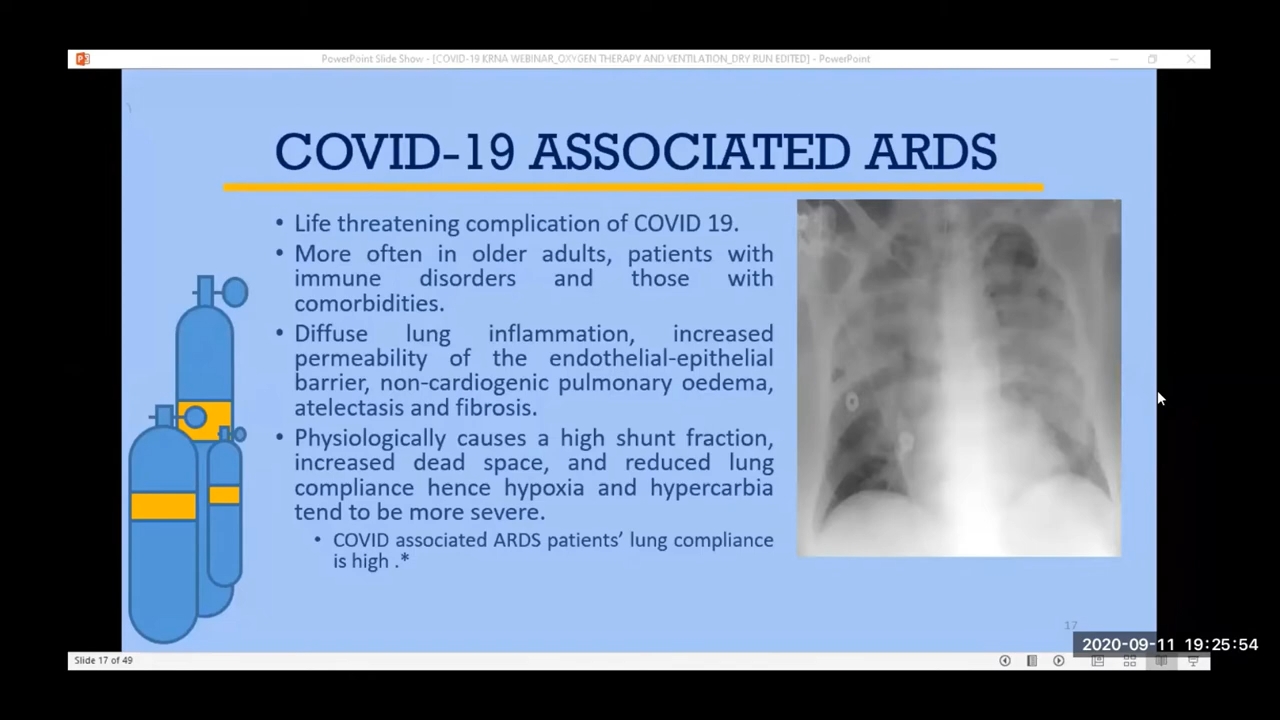 PowerPoint Slide Show - [COVID-19 KRNA WEBINAR_OXYGEN THERAPY AND VENTILATION_DRY RUN EDITED] - PowerPoint
COVID-19 ASSOCIATED ARDS
• Life threatening complication of COVID 19.
• More often in older adults, patients with
immune disorders and those with
comorbidities.
• Diffuse lung inflammation, increased
permeability of the endothelial-epithelial
barrier, non-cardiogenic pulmonary oedema,
atelectasis and fibrosis.
• Physiologically causes a high shunt fraction,
increased dead space, and reduced lung
compliance hence hypoxia and hypercarbia
tend to be more severe.
• COVID associated ARDS patients’ lung compliance
is high .*
17
2020-09-11 19:25:54
Slide 17 of 49